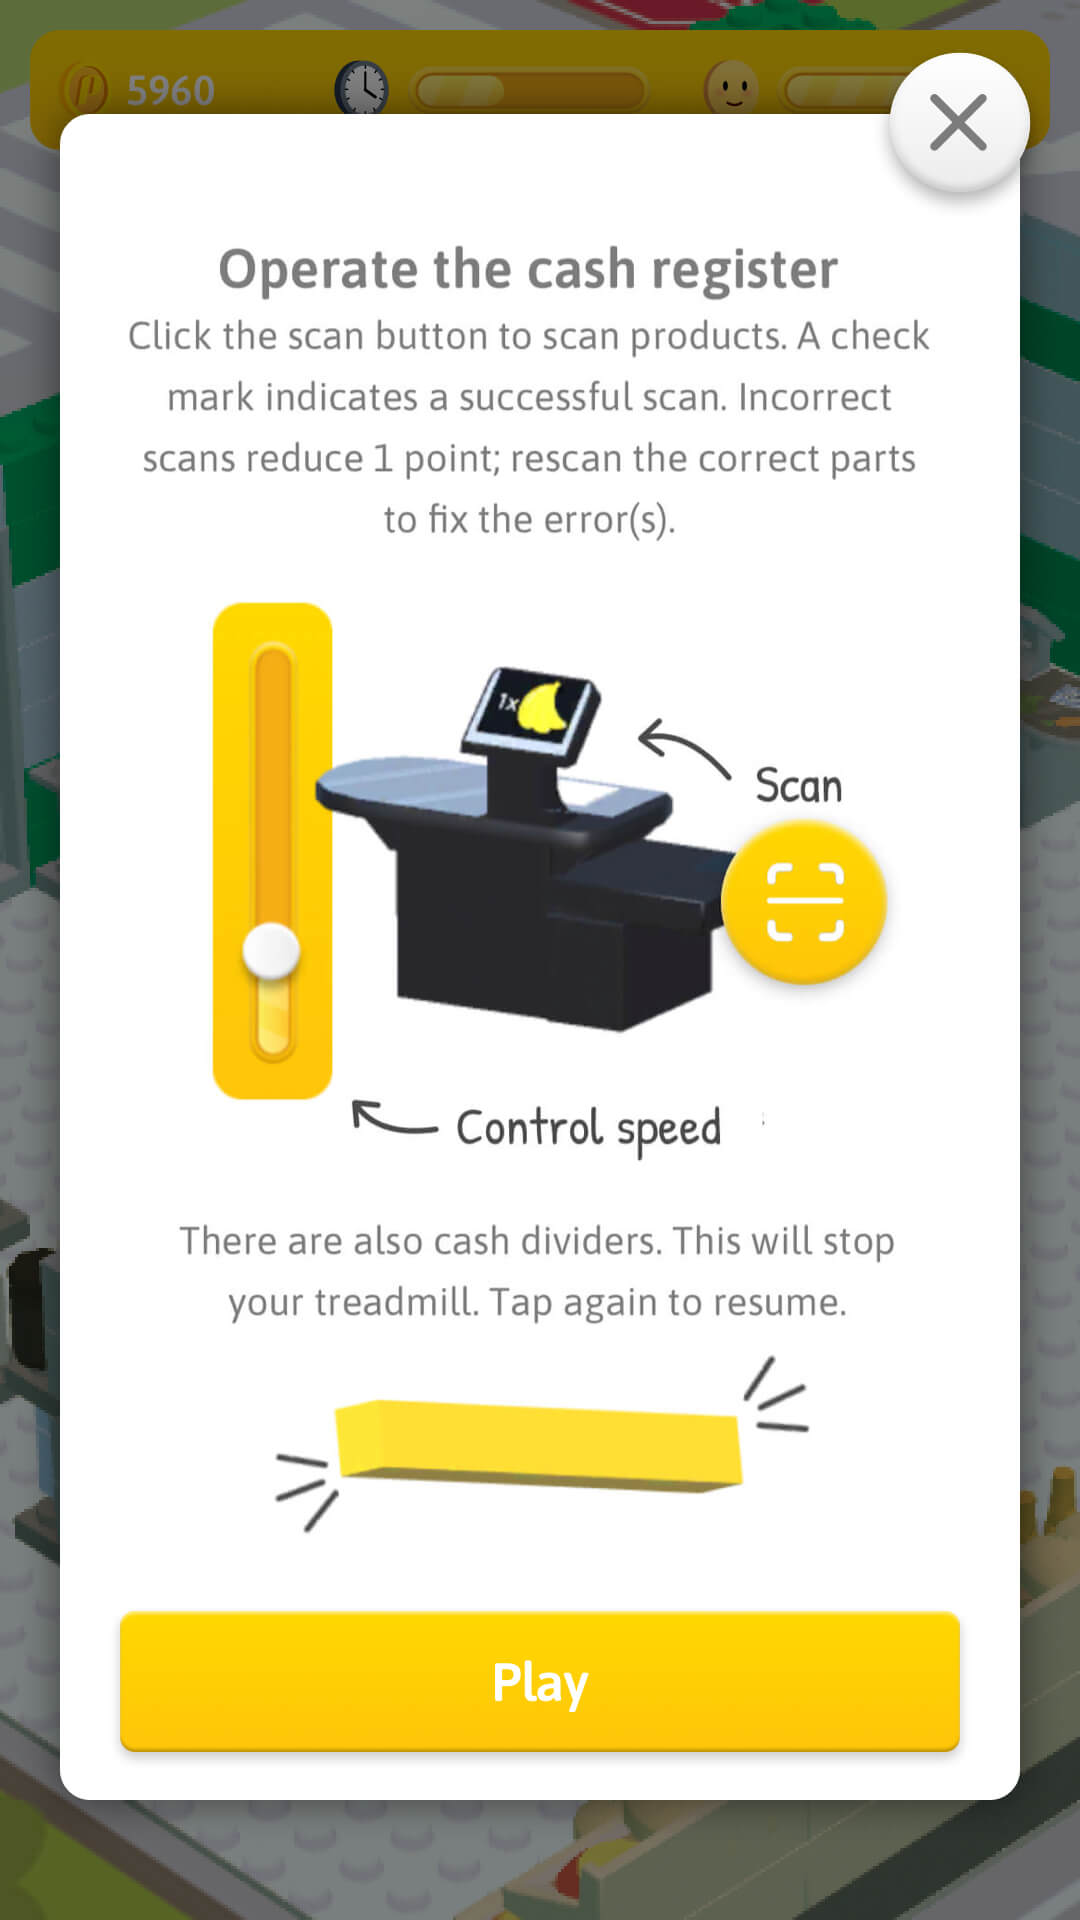 5960
Operate the cash register
Click the scan button to scan products. A check
mark indicates a successful scan. Incorrect
scans reduce 1 point; rescan the correct parts
to fix the error(s).
1x
Scan
Control speed
There are also cash dividers. This will stop
your treadmill. Tap again to resume.
Play